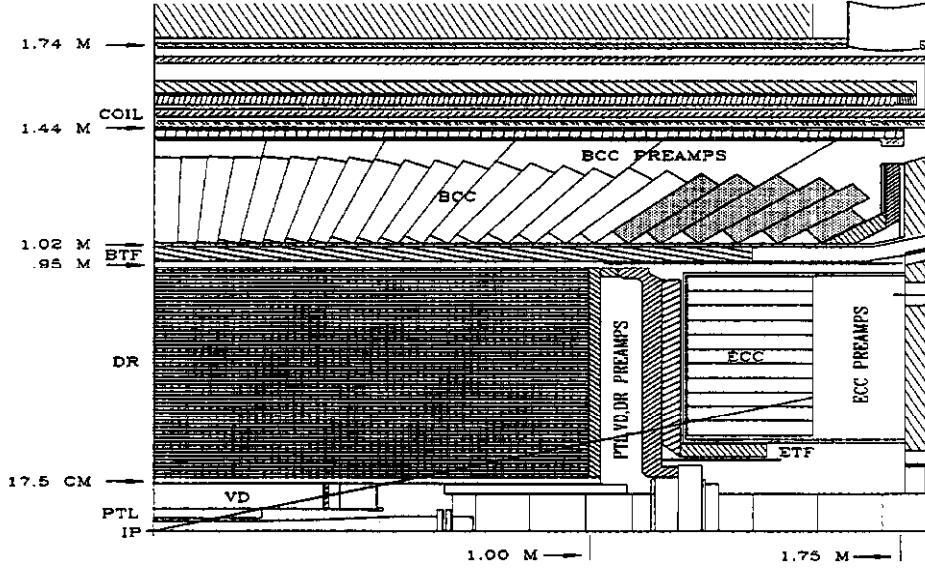 1.74 M
COIL
1.44 M
BCC PREAMPS
BCC
1.02 M
BTF
.95 M
DR
PTL,VD,DR PREAMPS
ECC
ECC PREAMPS
ETF
17.5 CM
VD
PTL
IP
1.00 M
1.75 M